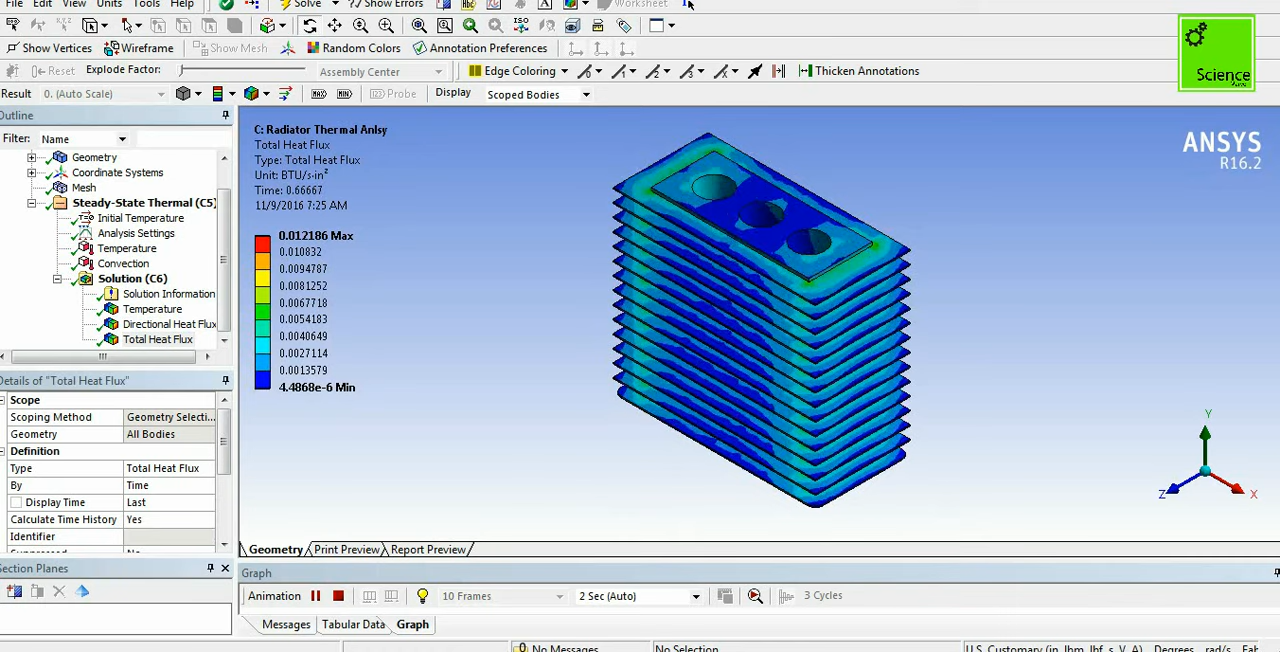 Edit View Units Tools Help Solve Show Errors Worksheet
Show Vertices Wireframe Show Mesh Random Colors Annotation Preferences
Reset Explode Factor: Assembly Center Edge Coloring Thicken Annotations
Result 0. (Auto Scale) Probe Display Scoped Bodies
Science
Outline
Filter: Name
Geometry
Coordinate Systems
Mesh
Steady-State Thermal (C5)
Initial Temperature
Analysis Settings
Temperature
Convection
Solution (C6)
Solution Information
Temperature
Directional Heat Flux
Total Heat Flux
Details of "Total Heat Flux"
Scope
Scoping Method Geometry Selecti...
Geometry All Bodies
Definition
Type Total Heat Flux
By Time
Display Time Last
Calculate Time History Yes
Identifier
Section Planes
C: Radiator Thermal Anlsy
Total Heat Flux
Type: Total Heat Flux
Unit: BTU/s·in²
Time: 0.66667
11/9/2016 7:25 AM
0.012186 Max
0.010832
0.0094787
0.0081252
0.0067718
0.0054183
0.0040649
0.0027114
0.0013579
4.4868e-6 Min
ANSYS
R16.2
Y
Z
X
Geometry Print Preview Report Preview
Graph
Animation 10 Frames 2 Sec (Auto) 3 Cycles
Messages Tabular Data Graph
0 No Messages No Selection U.S. Customary (in, lbm, lbf, s, V, A) Degrees rad/s Fah